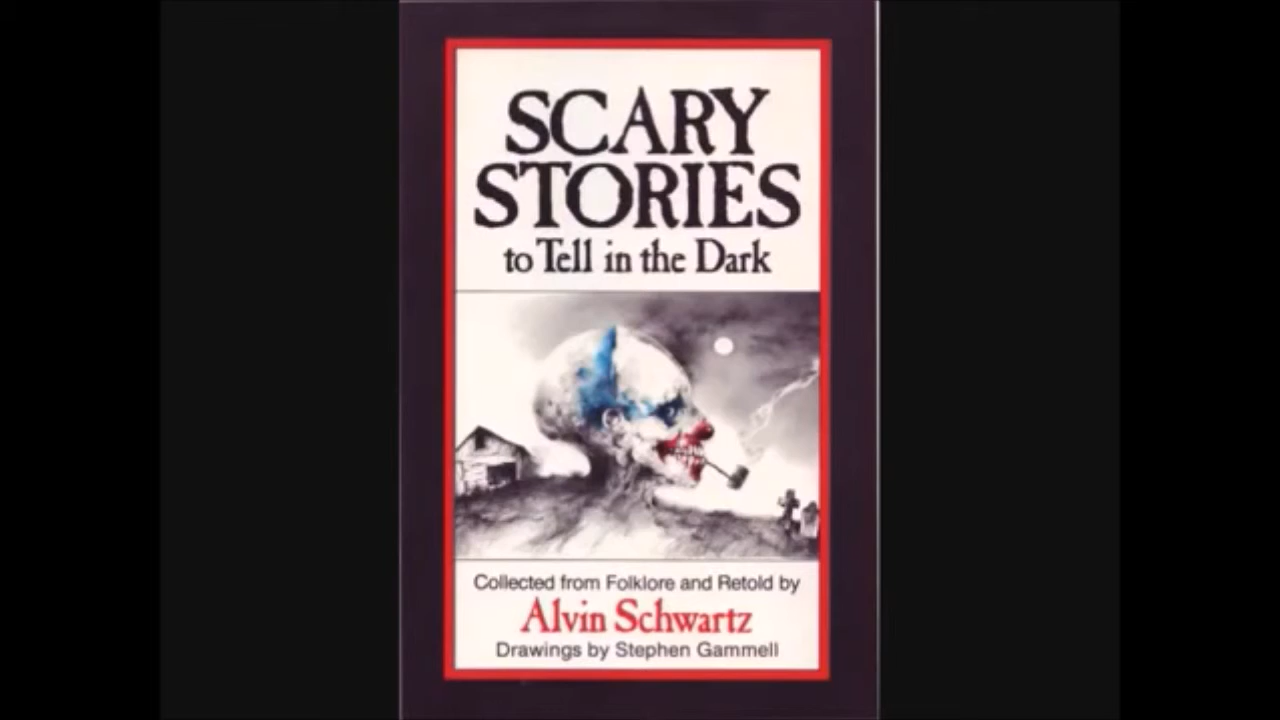 SCARY
STORIES
to Tell in the Dark
Collected from Folklore and Retold by
Alvin Schwartz
Drawings by Stephen Gammell